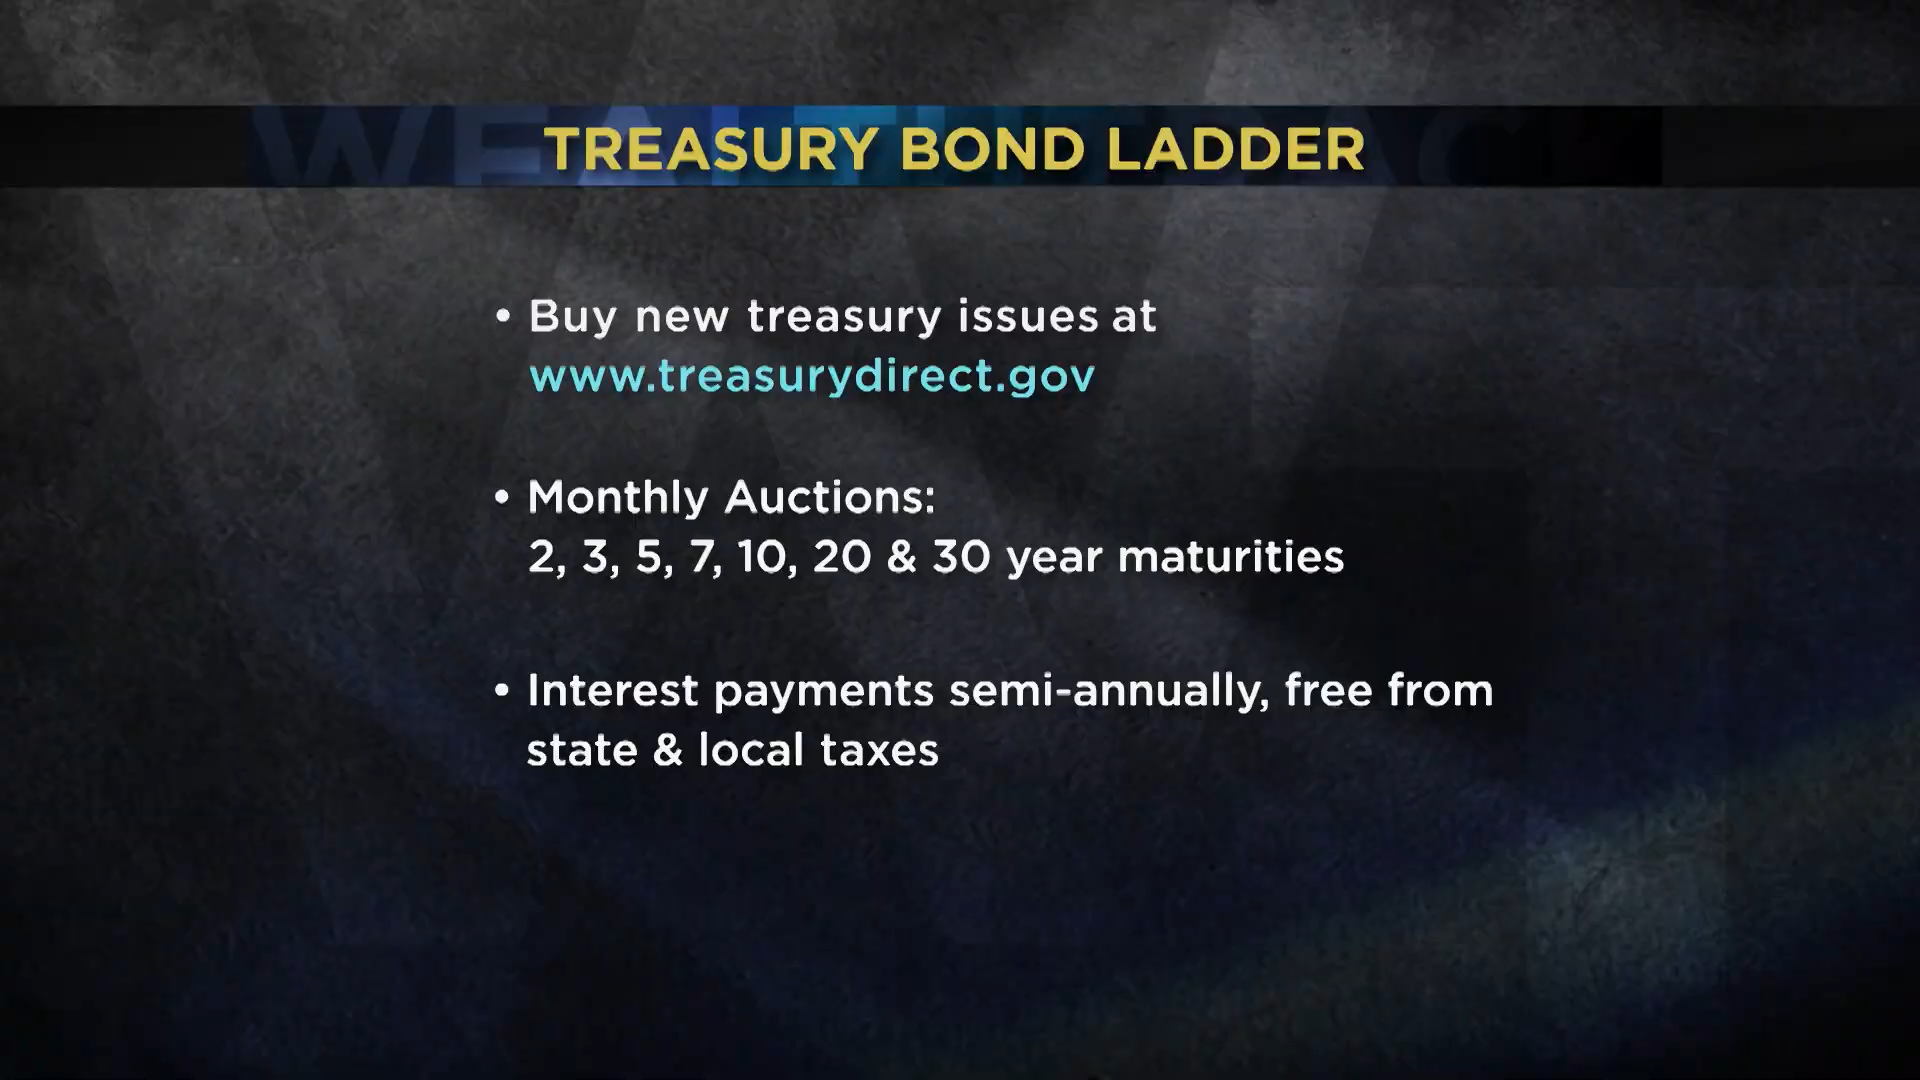 TREASURY BOND LADDER
• Buy new treasury issues at
www.treasurydirect.gov
• Monthly Auctions:
2, 3, 5, 7, 10, 20 & 30 year maturities
• Interest payments semi-annually, free from
state & local taxes